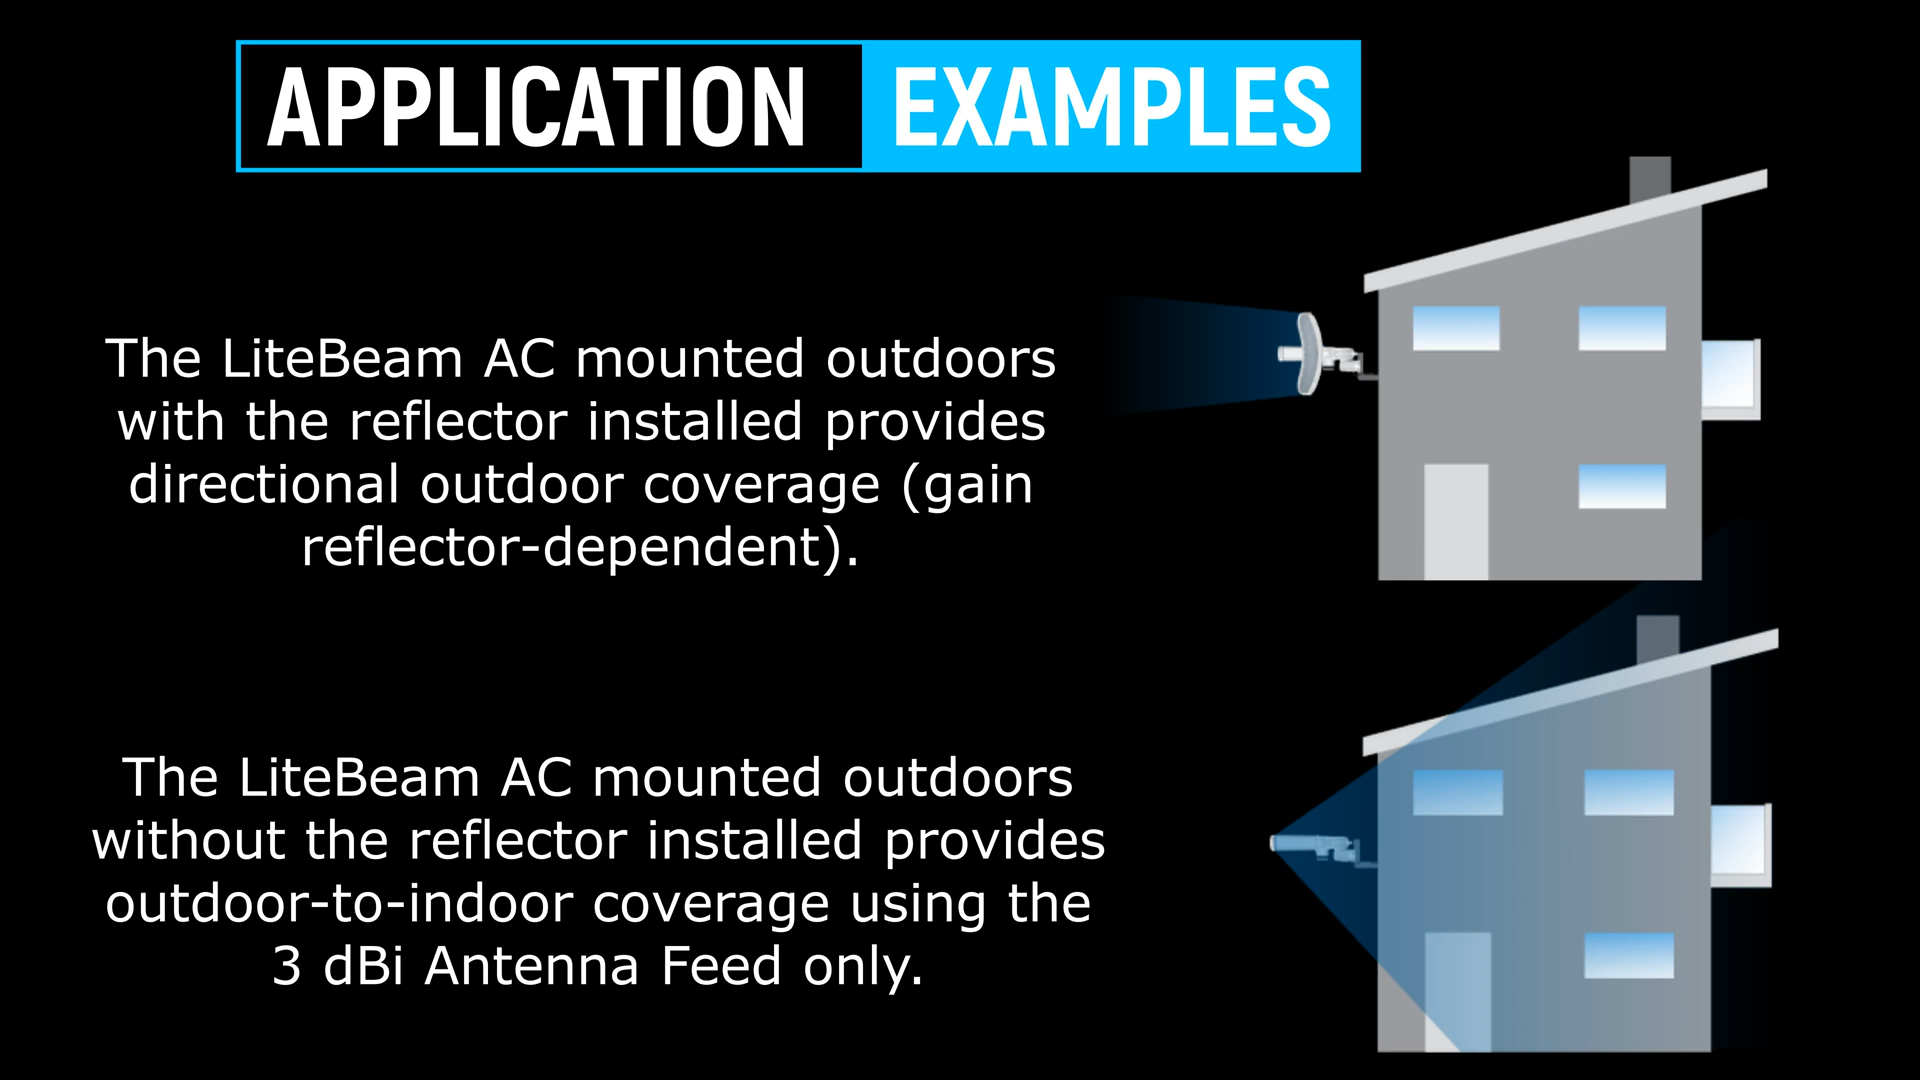 APPLICATION EXAMPLES
The LiteBeam AC mounted outdoors
with the reflector installed provides
directional outdoor coverage (gain
reflector-dependent).
The LiteBeam AC mounted outdoors
without the reflector installed provides
outdoor-to-indoor coverage using the
3 dBi Antenna Feed only.